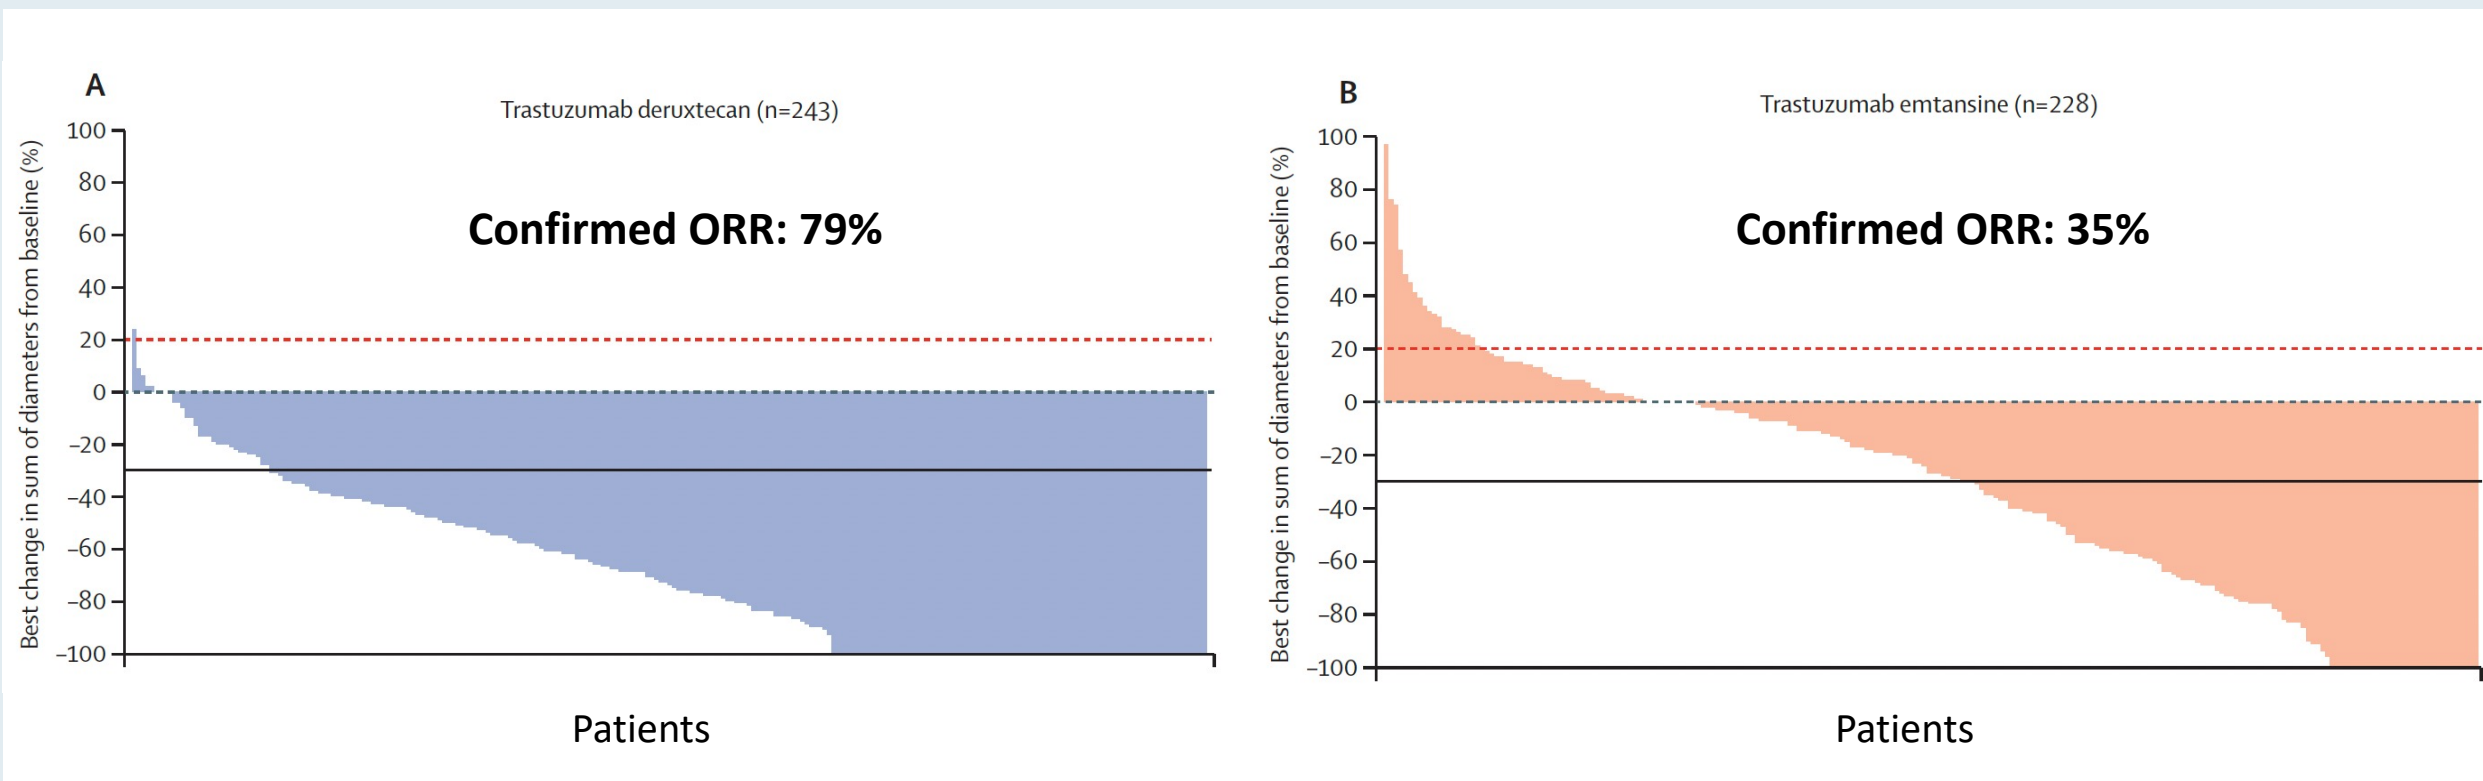 A
Trastuzumab deruxtecan (n=243)
Best change in sum of diameters from baseline (%)
100
80
60
40
20
0
–20
–40
–60
–80
–100
Confirmed ORR: 79%
Patients
B
Trastuzumab emtansine (n=228)
Best change in sum of diameters from baseline (%)
100
80
60
40
20
0
–20
–40
–60
–80
–100
Confirmed ORR: 35%
Patients